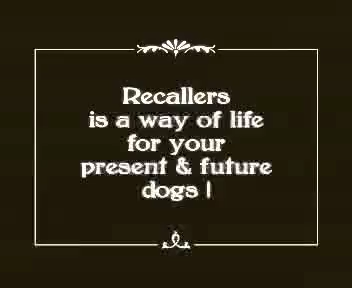 Recallers
is a way of life
for your
present & future
dogs !